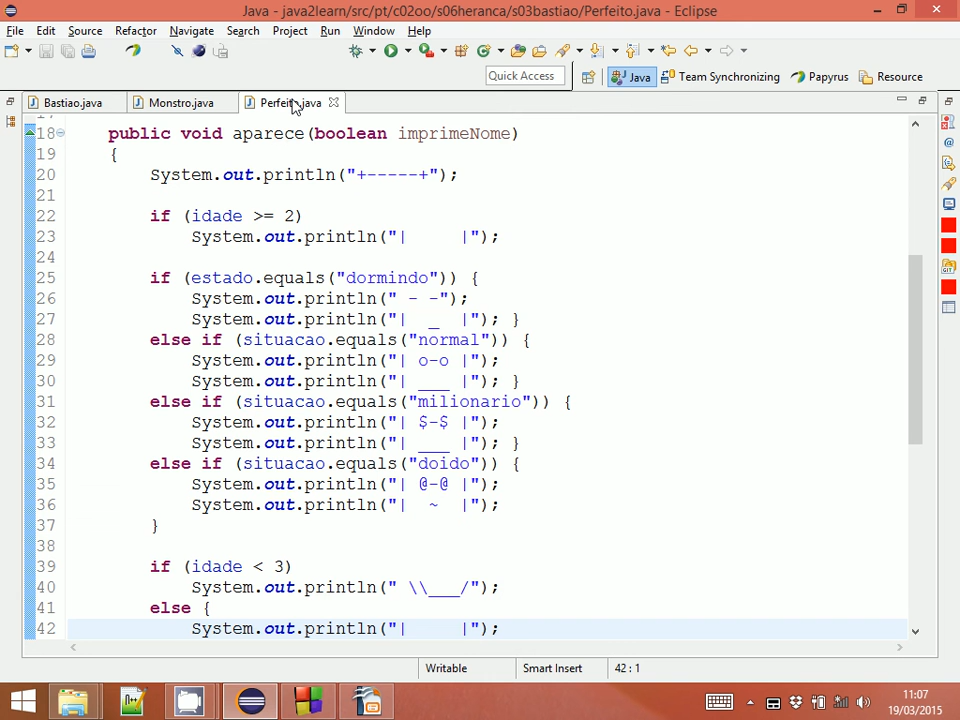 Java - java2learn/src/pt/c02oo/s06heranca/s03bastiao/Perfeito.java - Eclipse
File Edit Source Refactor Navigate Search Project Run Window Help
Quick Access Java Team Synchronizing Papyrus Resource
Bastiao.java Monstro.java Perfeito.java
18 public void aparece(boolean imprimeNome)
19 {
20 System.out.println("+-----+");
21
22 if (idade >= 2)
23 System.out.println("|     |");
24
25 if (estado.equals("dormindo")) {
26 System.out.println(" - -");
27 System.out.println("|  _  |"); }
28 else if (situacao.equals("normal")) {
29 System.out.println("| o-o |");
30 System.out.println("| ___ |"); }
31 else if (situacao.equals("milionario")) {
32 System.out.println("| $-$ |");
33 System.out.println("| ___ |"); }
34 else if (situacao.equals("doido")) {
35 System.out.println("| @-@ |");
36 System.out.println("|  ~  |");
37 }
38
39 if (idade < 3)
40 System.out.println(" \\___/");
41 else {
42 System.out.println("|     |");
Writable Smart Insert 42 : 1
11:07
19/03/2015